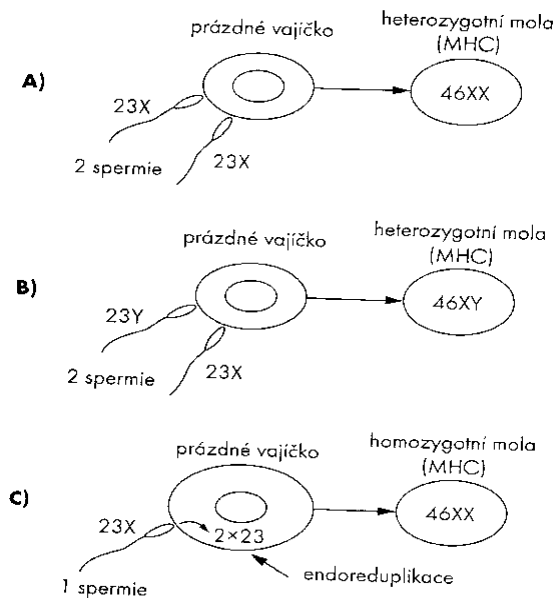 A)
prázdné vajíčko
heterozygotní mola
(MHC)
23X
2 spermie
23X
46XX
B)
prázdné vajíčko
heterozygotní mola
(MHC)
23Y
2 spermie
23X
46XY
C)
prázdné vajíčko
homozygotní mola
(MHC)
23X
2×23
46XX
1 spermie
endoreduplikace